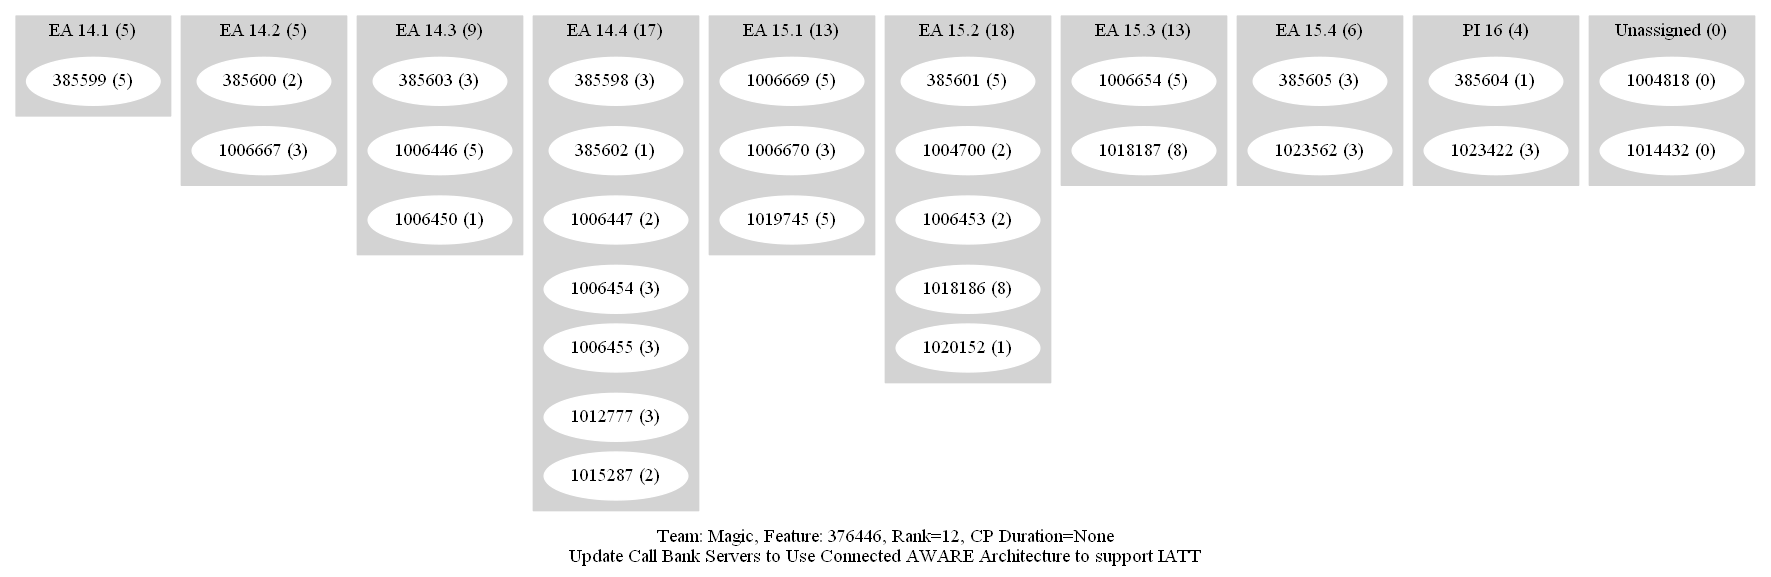 EA 14.1 (5)
385599 (5)
EA 14.2 (5)
385600 (2)
1006667 (3)
EA 14.3 (9)
385603 (3)
1006446 (5)
1006450 (1)
EA 14.4 (17)
385598 (3)
385602 (1)
1006447 (2)
1006454 (3)
1006455 (3)
1012777 (3)
1015287 (2)
EA 15.1 (13)
1006669 (5)
1006670 (3)
1019745 (5)
EA 15.2 (18)
385601 (5)
1004700 (2)
1006453 (2)
1018186 (8)
1020152 (1)
EA 15.3 (13)
1006654 (5)
1018187 (8)
EA 15.4 (6)
385605 (3)
1023562 (3)
PI 16 (4)
385604 (1)
1023422 (3)
Unassigned (0)
1004818 (0)
1014432 (0)
Team: Magic, Feature: 376446, Rank=12, CP Duration=None
Update Call Bank Servers to Use Connected AWARE Architecture to support IATT